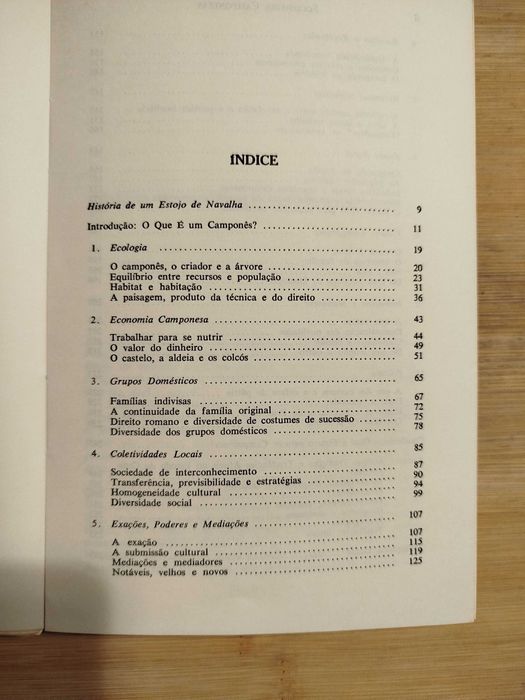 ÍNDICE
História de um Estojo de Navalha 9
Introdução: O Que É um Camponês? 11
1. Ecologia 19
O camponês, o criador e a árvore 20
Equilíbrio entre recursos e população 23
Habitat e habitação 31
A paisagem, produto da técnica e do direito 36
2. Economia Camponesa 43
Trabalhar para se nutrir 44
O valor do dinheiro 49
O castelo, a aldeia e os colcós 51
3. Grupos Domésticos 65
Famílias indivisas 67
A continuidade da família original 72
Direito romano e diversidade de costumes de sucessão 75
Diversidade dos grupos domésticos 78
4. Coletividades Locais 85
Sociedade de interconhecimento 87
Transferência, previsibilidade e estratégias 90
Homogeneidade cultural 94
Diversidade social 99
5. Exações, Poderes e Mediações 107
A exação 107
A submissão cultural 115
Mediações e mediadores 119
Notáveis, velhos e novos 125